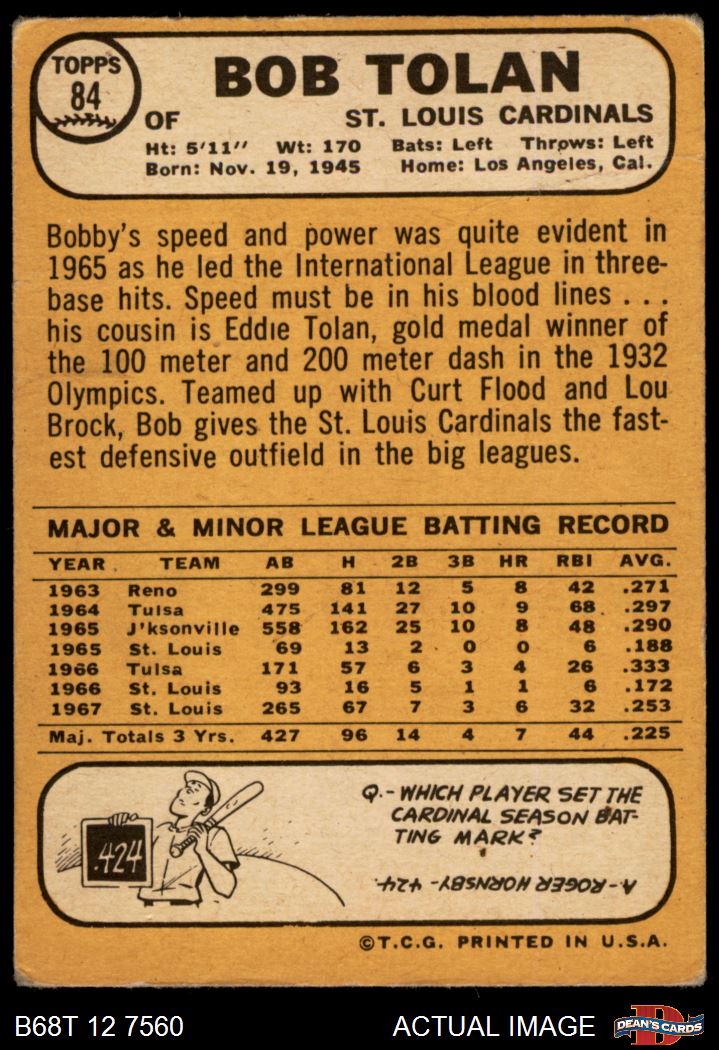 TOPPS
84
BOB TOLAN
OF ST. LOUIS CARDINALS
Ht: 5'11" Wt: 170 Bats: Left Throws: Left
Born: Nov. 19, 1945 Home: Los Angeles, Cal.
Bobby's speed and power was quite evident in
1965 as he led the International League in three-
base hits. Speed must be in his blood lines . . .
his cousin is Eddie Tolan, gold medal winner of
the 100 meter and 200 meter dash in the 1932
Olympics. Teamed up with Curt Flood and Lou
Brock, Bob gives the St. Louis Cardinals the fast-
est defensive outfield in the big leagues.
MAJOR & MINOR LEAGUE BATTING RECORD
YEAR TEAM AB H 2B 3B HR RBI AVG.
1963 Reno 299 81 12 5 8 42 .271
1964 Tulsa 475 141 27 10 9 68 .297
1965 J'ksonville 558 162 25 10 8 48 .290
1965 St. Louis 69 13 2 0 0 6 .188
1966 Tulsa 171 57 6 3 4 26 .333
1966 St. Louis 93 16 5 1 1 6 .172
1967 St. Louis 265 67 7 3 6 32 .253
Maj. Totals 3 Yrs. 427 96 14 4 7 44 .225
.424
Q.- WHICH PLAYER SET THE
CARDINAL SEASON BAT-
TING MARK?
A- ROGER HORNSBY - .424.
©T.C.G. PRINTED IN U.S.A.
B68T 12 7560 ACTUAL IMAGE
D
DEAN'S CARDS